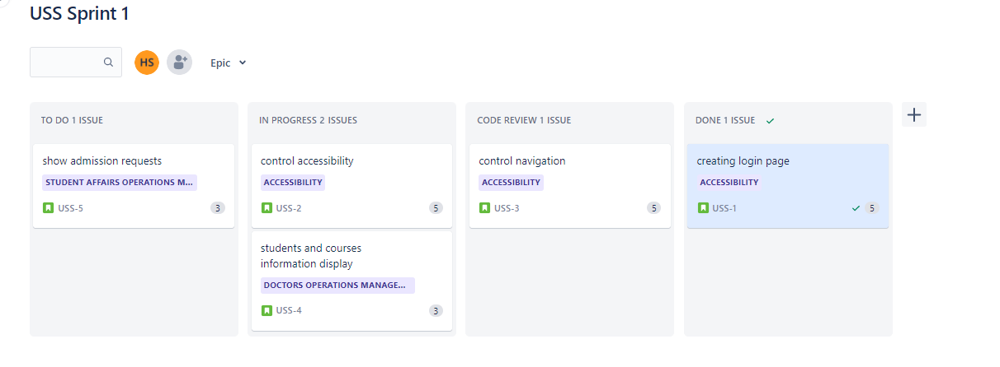 USS Sprint 1
HS
Epic
TO DO 1 ISSUE
show admission requests
STUDENT AFFAIRS OPERATIONS M...
USS-5
3
IN PROGRESS 2 ISSUES
control accessibility
ACCESSIBILITY
USS-2
5
students and courses
information display
DOCTORS OPERATIONS MANAGE...
USS-4
3
CODE REVIEW 1 ISSUE
control navigation
ACCESSIBILITY
USS-3
5
DONE 1 ISSUE
creating login page
ACCESSIBILITY
USS-1
5